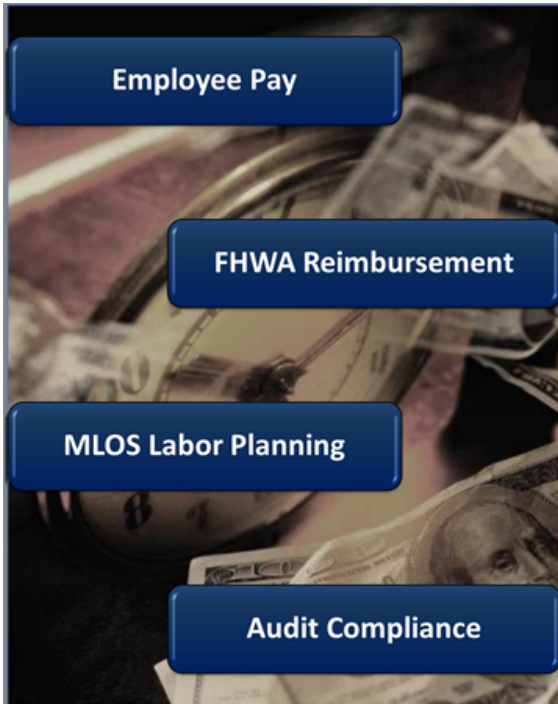 Employee Pay
FHWA Reimbursement
MLOS Labor Planning
Audit Compliance